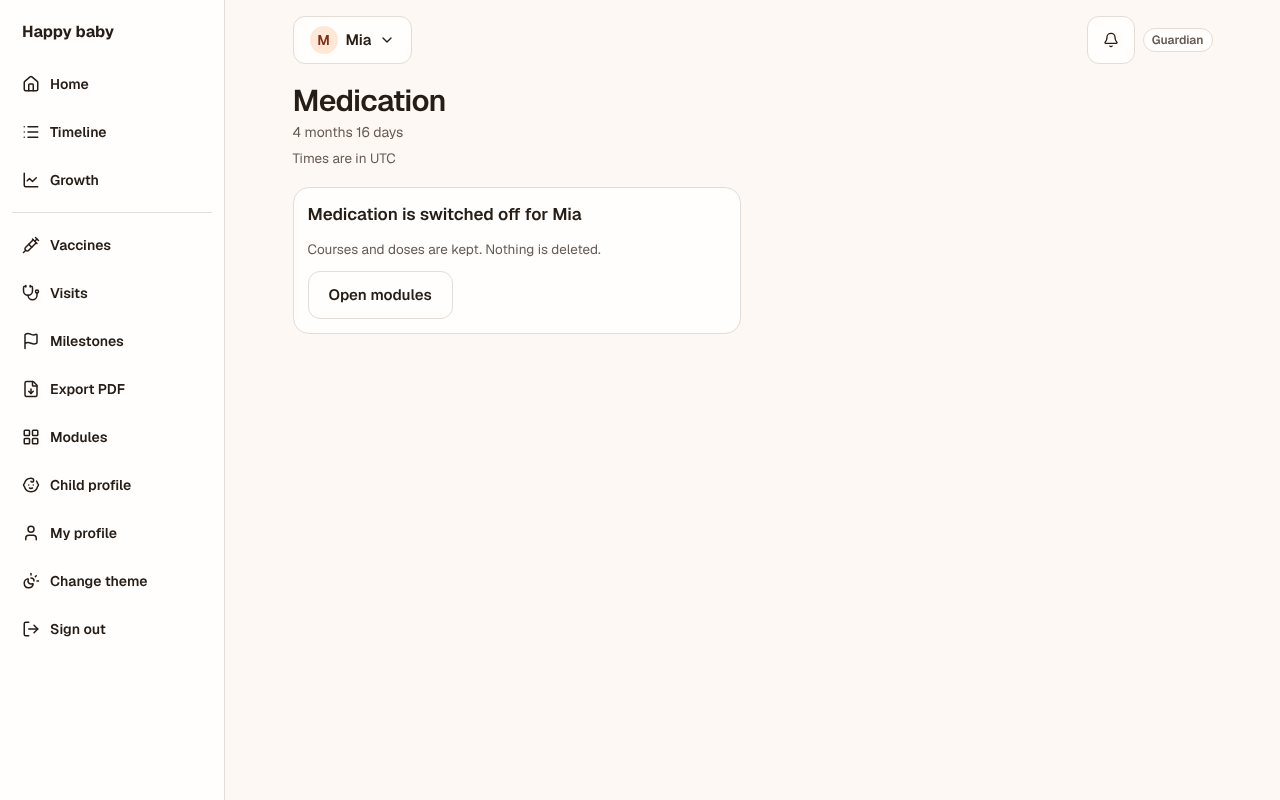 Happy baby
Home
Timeline
Growth
Vaccines
Visits
Milestones
Export PDF
Modules
Child profile
My profile
Change theme
Sign out
M Mia
Guardian
Medication
4 months 16 days
Times are in UTC
Medication is switched off for Mia
Courses and doses are kept. Nothing is deleted.
Open modules